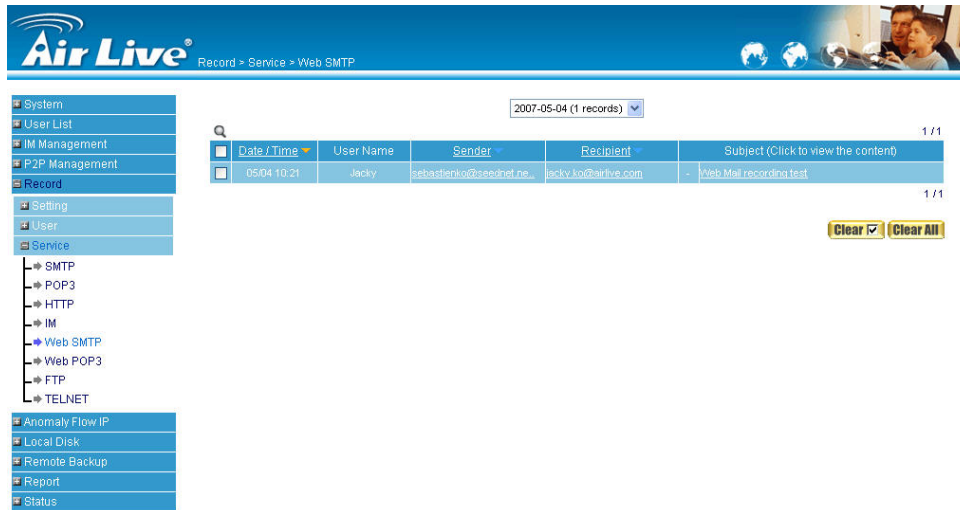 Air Live®
Record > Service > Web SMTP
System
User List
IM Management
P2P Management
Record
Setting
User
Service
SMTP
POP3
HTTP
IM
Web SMTP
Web POP3
FTP
TELNET
Anomaly Flow IP
Local Disk
Remote Backup
Report
Status
2007-05-04 (1 records)
1 / 1
Date / Time User Name Sender Recipient Subject (Click to view the content)
05/04 10:21 Jacky sebastienko@seednet.ne... jacky.ko@airlive.com - Web Mail recording test
1 / 1
Clear Clear All